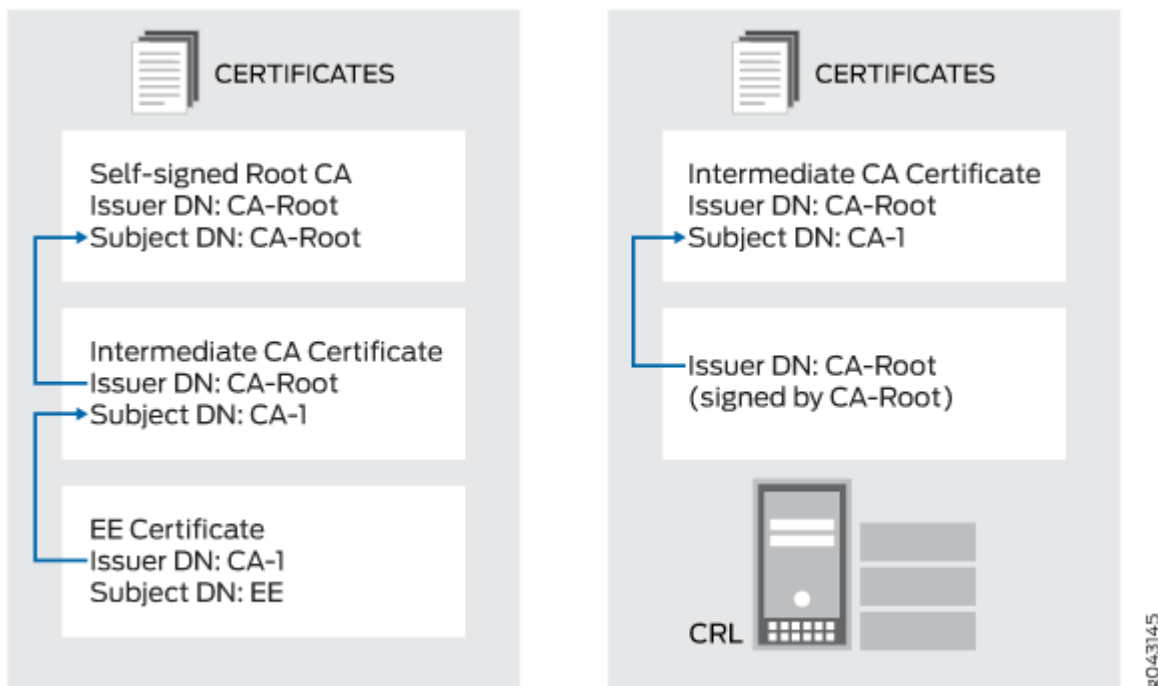 CERTIFICATES
Self-signed Root CA
Issuer DN: CA-Root
Subject DN: CA-Root
Intermediate CA Certificate
Issuer DN: CA-Root
Subject DN: CA-1
EE Certificate
Issuer DN: CA-1
Subject DN: EE
CERTIFICATES
Intermediate CA Certificate
Issuer DN: CA-Root
Subject DN: CA-1
Issuer DN: CA-Root
(signed by CA-Root)
CRL
g043145